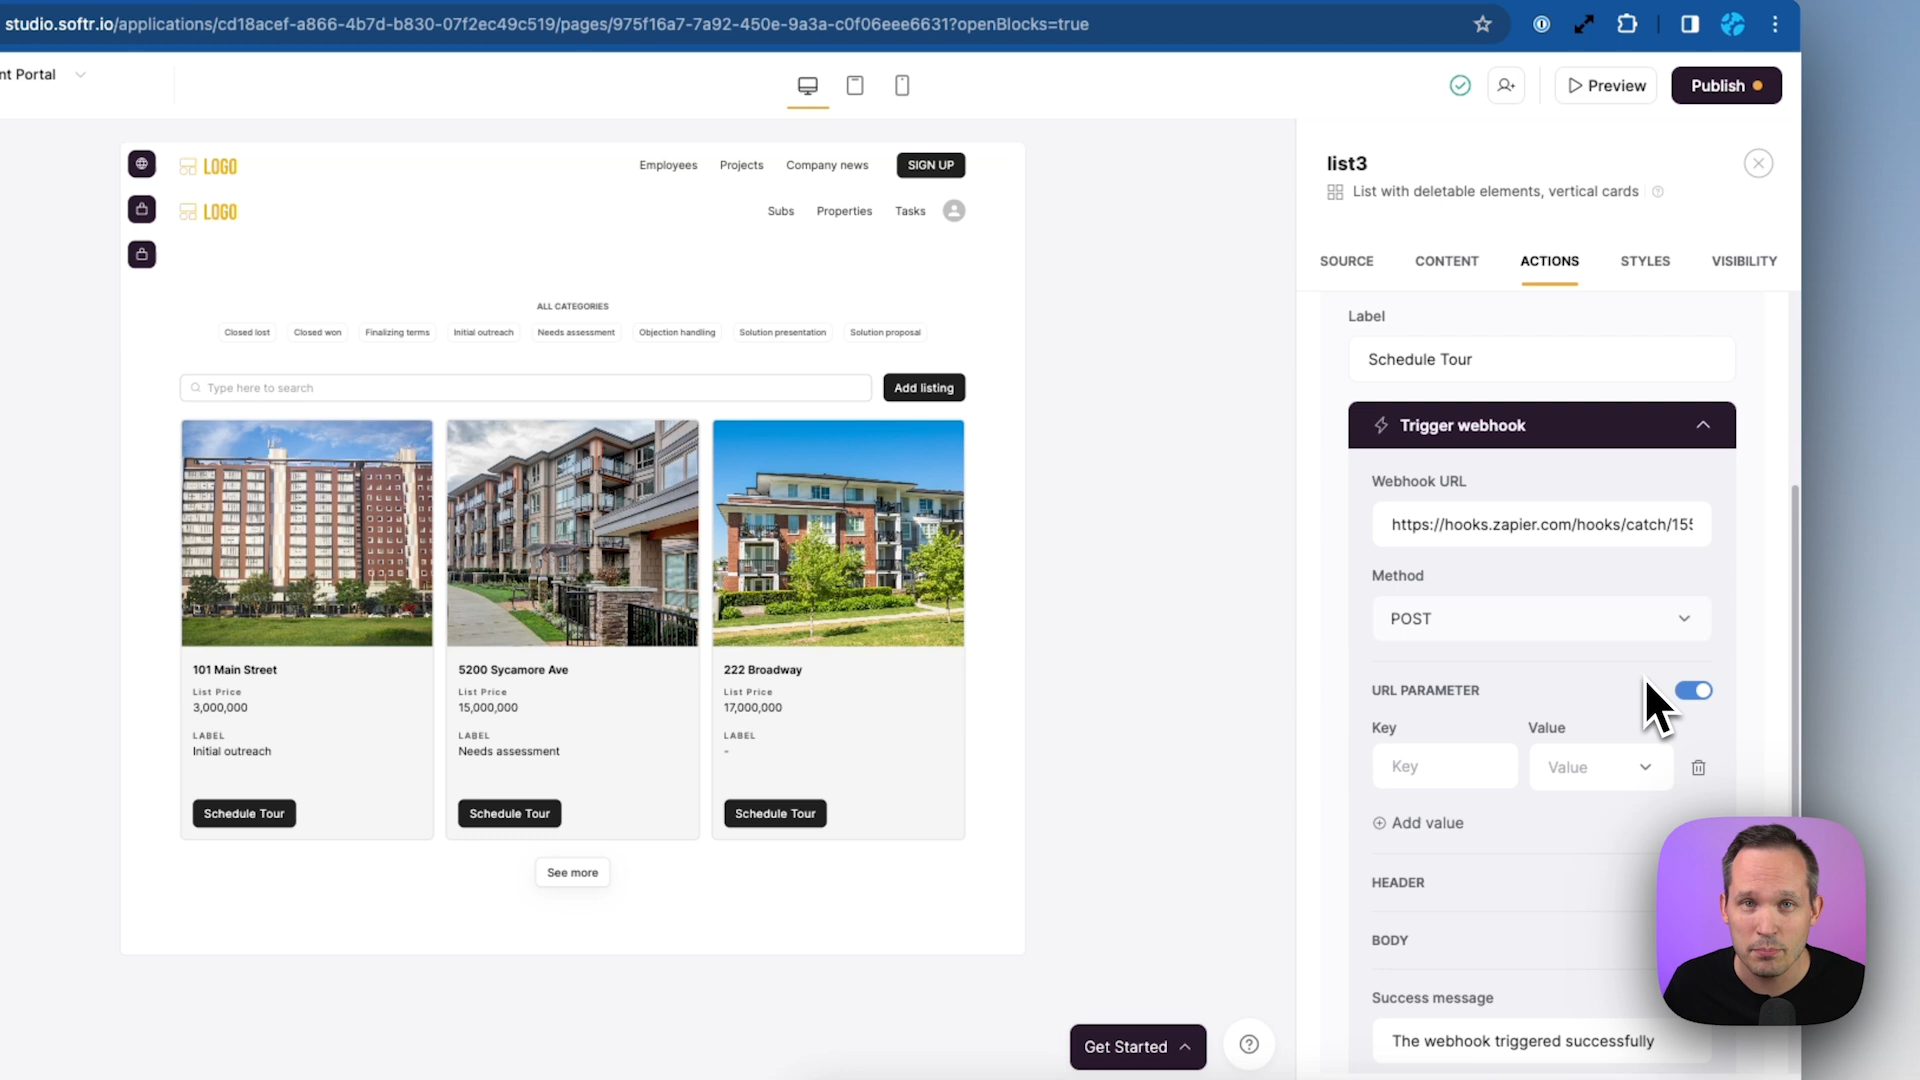 studio.softr.io/applications/cd18acef-a866-4b7d-b830-07f2ec49c519/pages/975f16a7-7a92-450e-9a3a-c0f06eee6631?openBlocks=true
nt Portal
Preview
Publish
LOGO
Employees
Projects
Company news
SIGN UP
LOGO
Subs
Properties
Tasks
ALL CATEGORIES
Closed lost
Closed won
Finalizing terms
Initial outreach
Needs assessment
Objection handling
Solution presentation
Solution proposal
Type here to search
Add listing
101 Main Street
List Price
3,000,000
LABEL
Initial outreach
Schedule Tour
5200 Sycamore Ave
List Price
15,000,000
LABEL
Needs assessment
Schedule Tour
222 Broadway
List Price
17,000,000
LABEL
-
Schedule Tour
See more
Get Started
list3
List with deletable elements, vertical cards
SOURCE
CONTENT
ACTIONS
STYLES
VISIBILITY
Label
Schedule Tour
Trigger webhook
Webhook URL
https://hooks.zapier.com/hooks/catch/155
Method
POST
URL PARAMETER
Key
Value
Key
Value
Add value
HEADER
BODY
Success message
The webhook triggered successfully